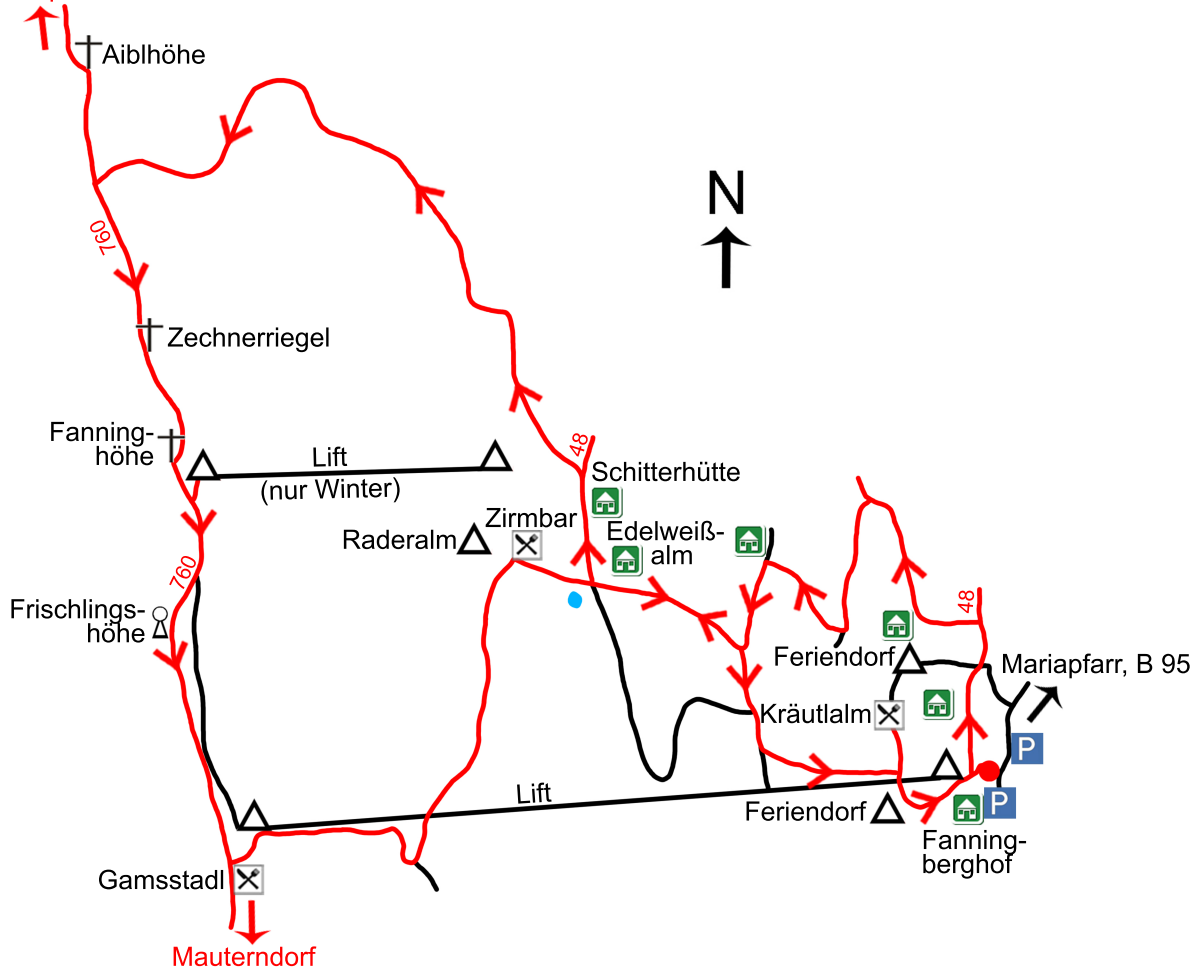 Aiblhöhe
N
760
Zechnerriegel
Fanning-
höhe
Lift
(nur Winter)
48
Schitterhütte
Zirmbar
Raderalm
Edelweiß-
alm
760
Frischlings-
höhe
48
Feriendorf
Mariapfarr, B 95
Kräutlalm
P
Lift
Feriendorf
P
Fanning-
berghof
Gamsstadl
Mauterndorf